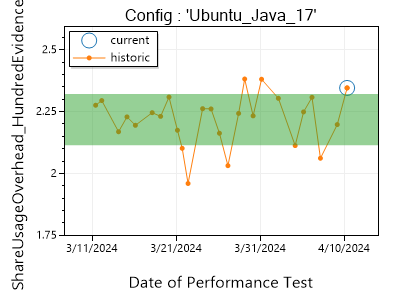 Config : 'Ubuntu_Java_17'
ShareUsageOverhead_HundredEvidence
current
historic
2.5
2.25
2
1.75
3/11/2024 3/21/2024 3/31/2024 4/10/2024
Date of Performance Test